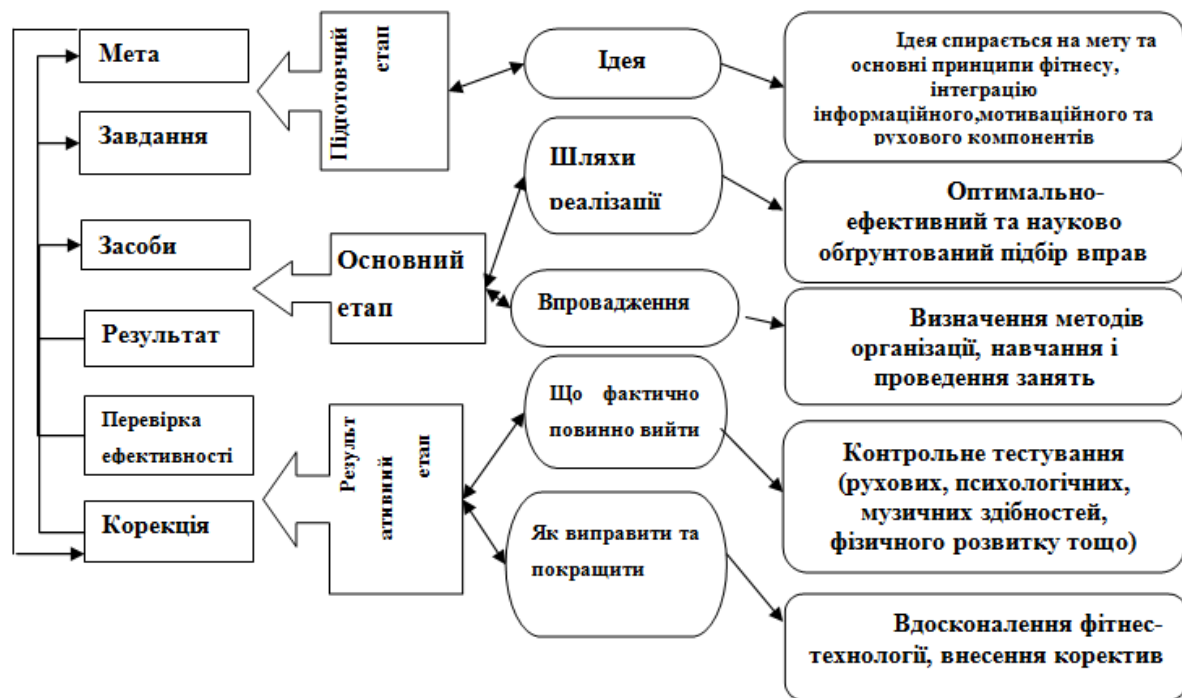 Мета
Завдання
Засоби
Результат
Перевірка
ефективності
Корекція
Підготовчий
етап
Основний
етап
Результ
ативний
етап
Ідея
Шляхи
реалізації
Впровадження
Що фактично
повинно вийти
Як виправити та
покращити
Ідея спирається на мету та
основні принципи фітнесу,
інтеграцію
інформаційного,мотиваційного та
рухового компонентів
Оптимально-
ефективний та науково
обґрунтований підбір вправ
Визначення методів
організації, навчання і
проведення занять
Контрольне тестування
(рухових, психологічних,
музичних здібностей,
фізичного розвитку тощо)
Вдосконалення фітнес-
технології, внесення коректив